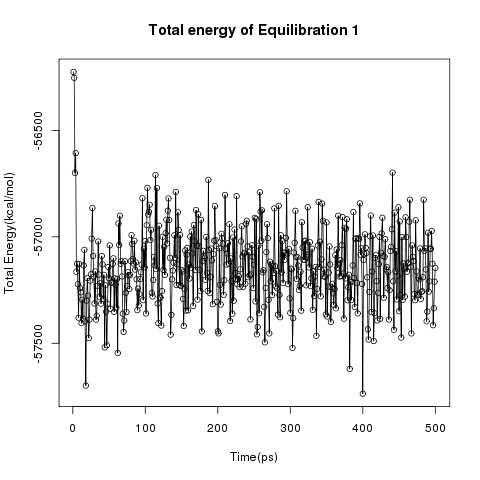 Total energy of Equilibration 1
Total Energy(kcal/mol)
-56500
-57000
-57500
0 100 200 300 400 500
Time(ps)